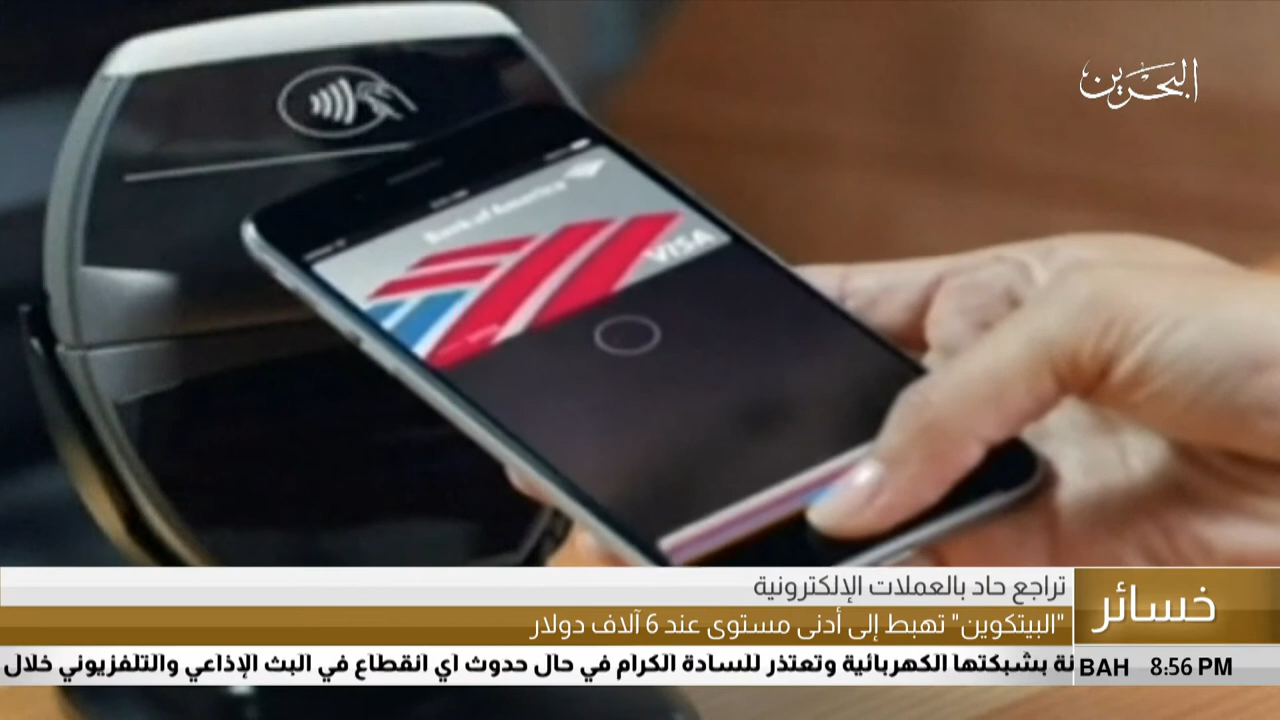 البحرين
Bank of America
VISA
خسائر
تراجع حاد بالعملات الإلكترونية
"البيتكوين" تهبط إلى أدنى مستوى عند 6 آلاف دولار
نة بشبكتها الكهربائية وتعتذر للسادة الكرام في حال حدوث أي انقطاع في البث الإذاعي والتلفزيوني خلال
BAH 8:56 PM